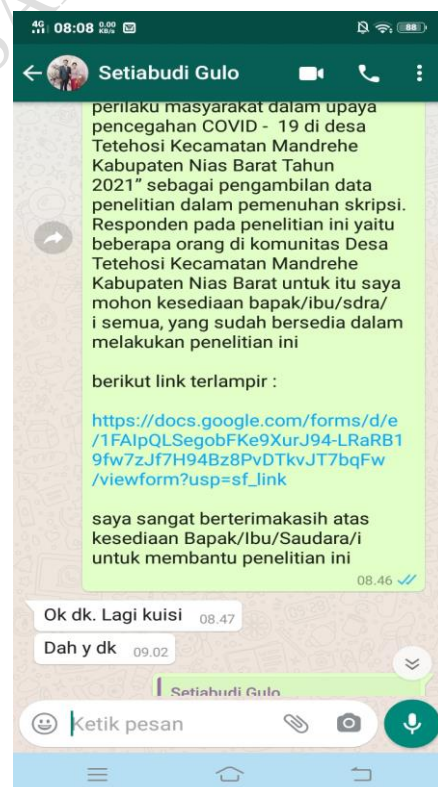 4G 08:08 0.00 KB/s 88
Setiabudi Gulo
perilaku masyarakat dalam upaya
pencegahan COVID - 19 di desa
Tetehosi Kecamatan Mandrehe
Kabupaten Nias Barat Tahun
2021” sebagai pengambilan data
penelitian dalam pemenuhan skripsi.
Responden pada penelitian ini yaitu
beberapa orang di komunitas Desa
Tetehosi Kecamatan Mandrehe
Kabupaten Nias Barat untuk itu saya
mohon kesediaan bapak/ibu/sdra/
i semua, yang sudah bersedia dalam
melakukan penelitian ini
berikut link terlampir :
https://docs.google.com/forms/d/e
/1FAIpQLSegobFKe9XurJ94-LRaRB1
9fw7zJf7H94Bz8PvDTkvJT7bqFw
/viewform?usp=sf_link
saya sangat berterimakasih atas
kesediaan Bapak/Ibu/Saudara/i
untuk membantu penelitian ini
08.46
Ok dk. Lagi kuisi 08.47
Dah y dk 09.02
Setiabudi Gulo
Ketik pesan